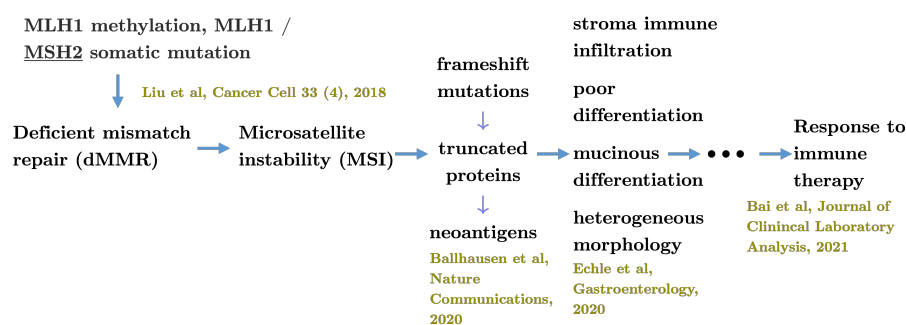 MLH1 methylation, MLH1 /
MSH2 somatic mutation
Liu et al, Cancer Cell 33 (4), 2018
Deficient mismatch
repair (dMMR)
Microsatellite
instability (MSI)
frameshift
mutations
truncated
proteins
neoantigens
Ballhausen et al,
Nature
Communications,
2020
stroma immune
infiltration
poor
differentiation
mucinous
differentiation
heterogeneous
morphology
Echle et al,
Gastroenterology,
2020
Response to
immune
therapy
Bai et al, Journal of
Clinincal Laboratory
Analysis, 2021